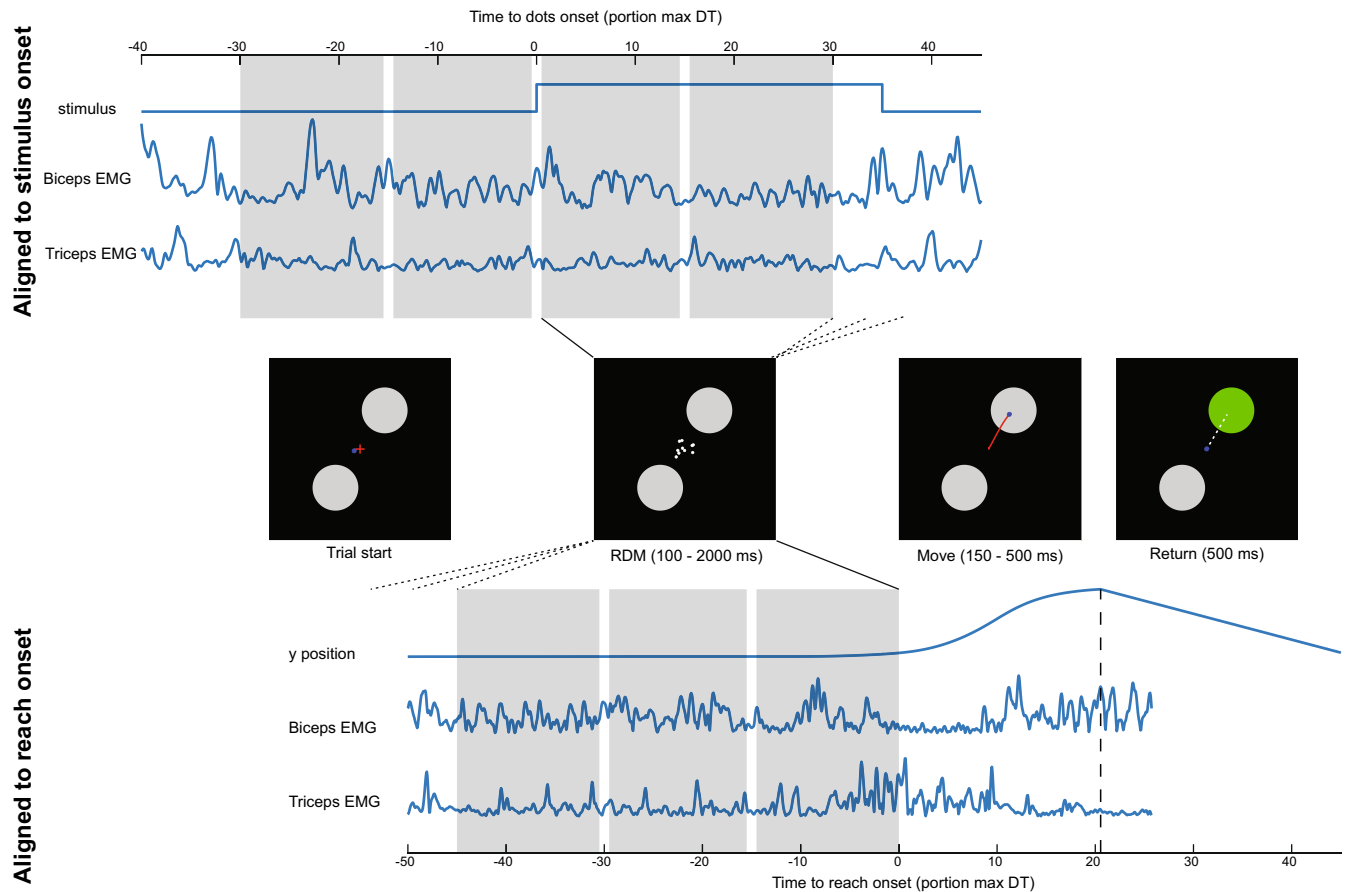 Time to dots onset (portion max DT)
-40 -30 -20 -10 0 10 20 30 40
Aligned to stimulus onset
stimulus
Biceps EMG
Triceps EMG
Trial start
RDM (100 - 2000 ms)
Move (150 - 500 ms)
Return (500 ms)
Aligned to reach onset
y position
Biceps EMG
Triceps EMG
-50 -40 -30 -20 -10 0 10 20 30 40
Time to reach onset (portion max DT)